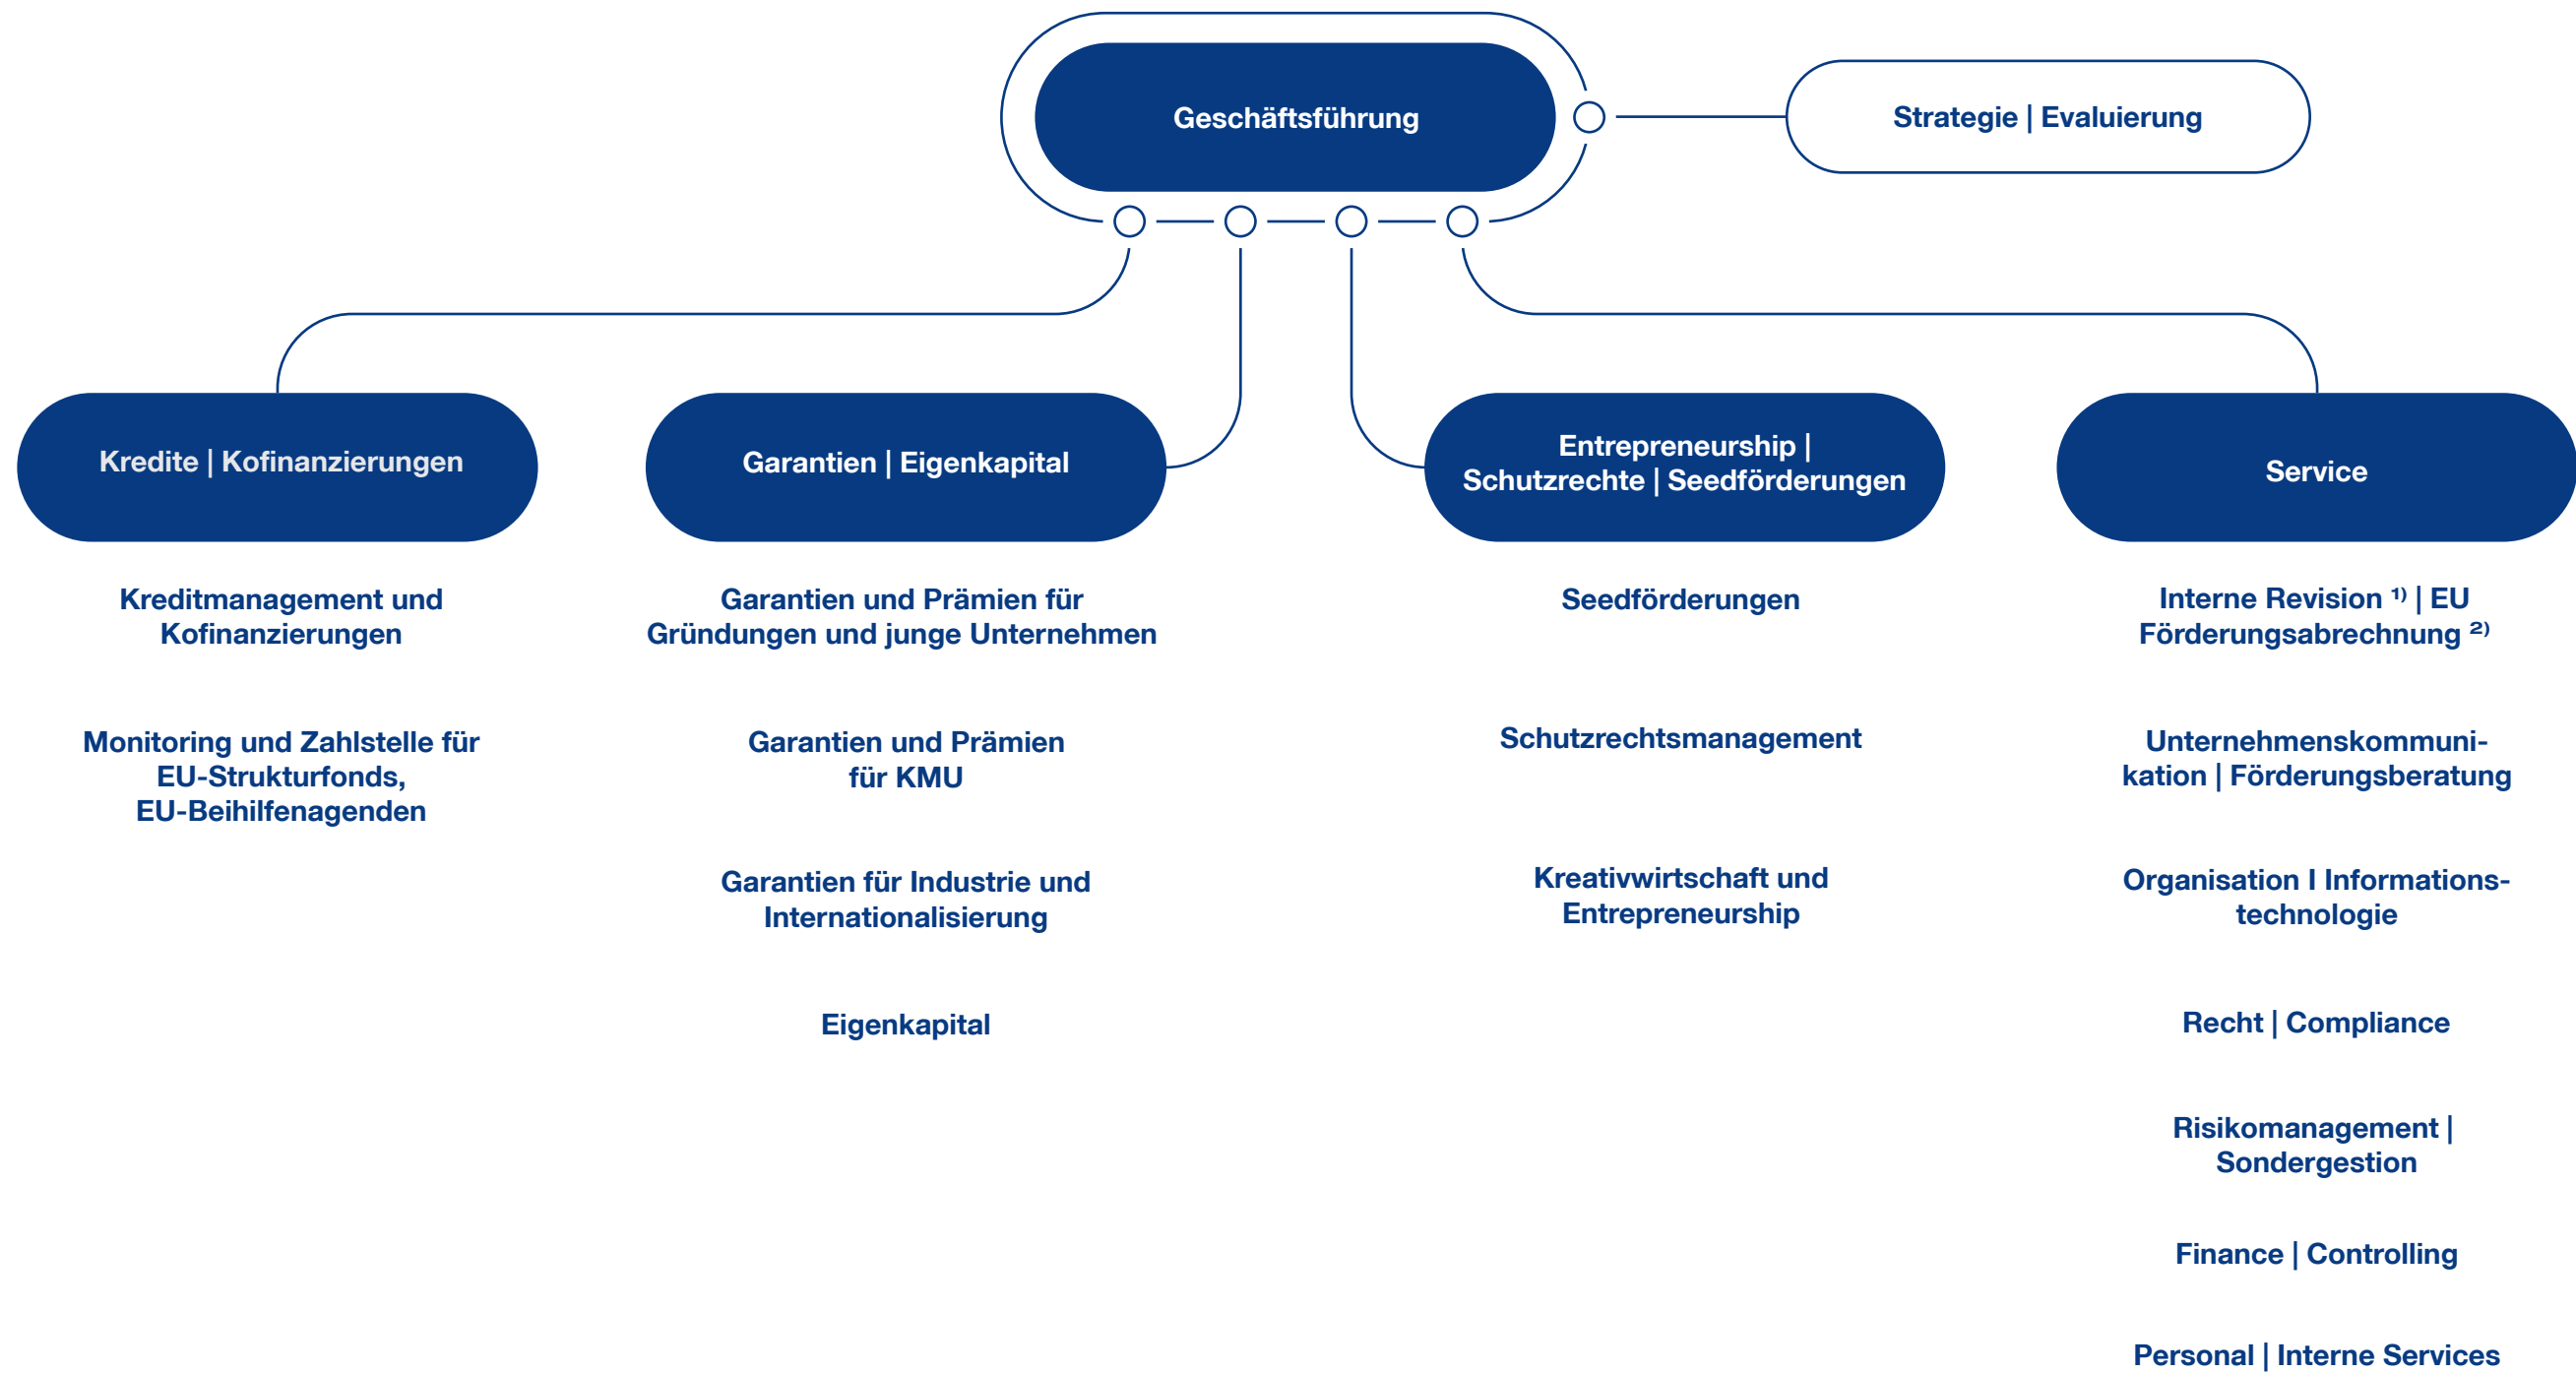 Geschäftsführung
Strategie | Evaluierung
Kredite | Kofinanzierungen
Garantien | Eigenkapital
Entrepreneurship |
Schutzrechte | Seedförderungen
Service
Kreditmanagement und
Kofinanzierungen
Monitoring und Zahlstelle für
EU-Strukturfonds,
EU-Beihilfenagenden
Garantien und Prämien für
Gründungen und junge Unternehmen
Garantien und Prämien
für KMU
Garantien für Industrie und
Internationalisierung
Eigenkapital
Seedförderungen
Schutzrechtsmanagement
Kreativwirtschaft und
Entrepreneurship
Interne Revision ¹⁾ | EU
Förderungsabrechnung ²⁾
Unternehmenskommuni-
kation | Förderungsberatung
Organisation I Informations-
technologie
Recht | Compliance
Risikomanagement |
Sondergestion
Finance | Controlling
Personal | Interne Services